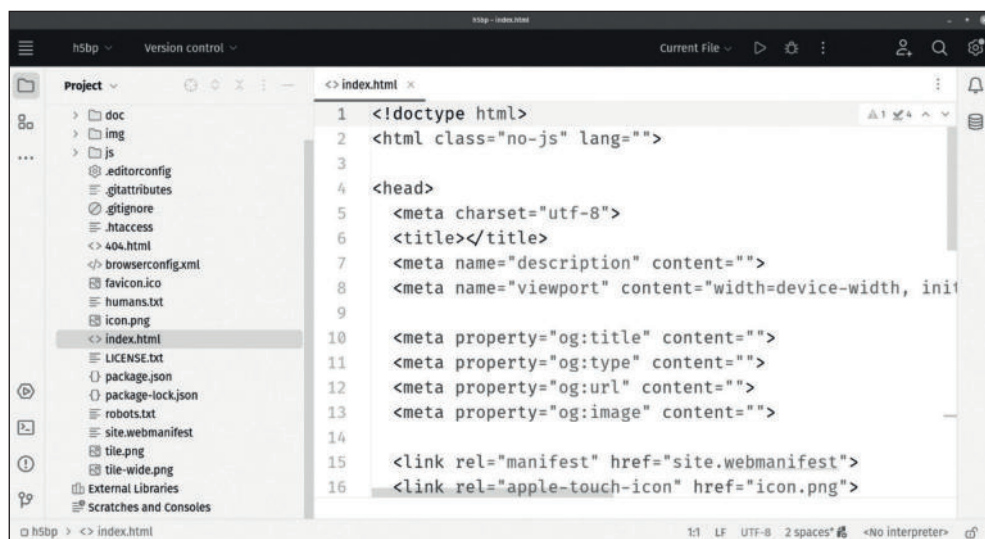 h5bp – index.html
h5bp
Version control
Current File
Project
doc
img
js
.editorconfig
.gitattributes
.gitignore
.htaccess
404.html
browserconfig.xml
favicon.ico
humans.txt
icon.png
index.html
LICENSE.txt
package.json
package-lock.json
robots.txt
site.webmanifest
tile.png
tile-wide.png
External Libraries
Scratches and Consoles
<> index.html ×
1 4
1 <!doctype html>
2 <html class="no-js" lang="">
3
4 <head>
5 <meta charset="utf-8">
6 <title></title>
7 <meta name="description" content="">
8 <meta name="viewport" content="width=device-width, init
9
10 <meta property="og:title" content="">
11 <meta property="og:type" content="">
12 <meta property="og:url" content="">
13 <meta property="og:image" content="">
14
15 <link rel="manifest" href="site.webmanifest">
16 <link rel="apple-touch-icon" href="icon.png">
h5bp > <> index.html
1:1 LF UTF-8 2 spaces* <No interpreter>